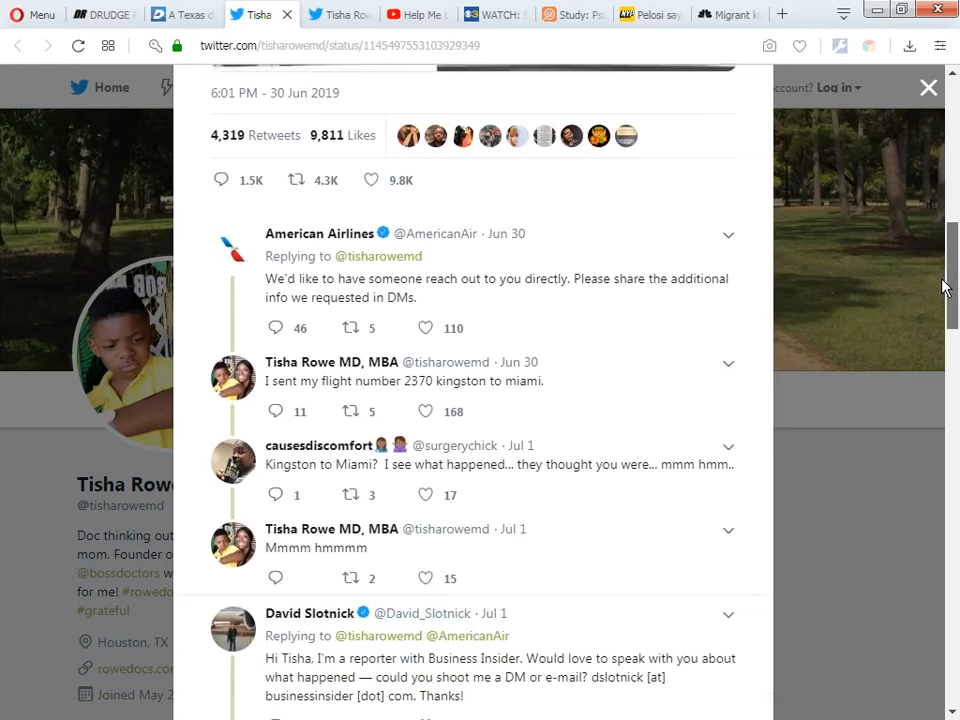 Menu DRUDGE A Texas d Tisha Tisha Row Help Me L WATCH: S Study: Ps Pelosi say Migrant k
twitter.com/tisharowemd/status/1145497553103929349
Home
account? Log in
6:01 PM - 30 Jun 2019
4,319 Retweets 9,811 Likes
1.5K 4.3K 9.8K
American Airlines @AmericanAir · Jun 30
Replying to @tisharowemd
We'd like to have someone reach out to you directly. Please share the additional
info we requested in DMs.
46 5 110
Tisha Rowe MD, MBA @tisharowemd · Jun 30
I sent my flight number 2370 kingston to miami.
11 5 168
causesdiscomfort @surgerychick · Jul 1
Kingston to Miami? I see what happened... they thought you were... mmm hmm..
1 3 17
Tisha Rowe MD, MBA @tisharowemd · Jul 1
Mmmm hmmmm
2 15
David Slotnick @David_Slotnick · Jul 1
Replying to @tisharowemd @AmericanAir
Hi Tisha, I'm a reporter with Business Insider. Would love to speak with you about
what happened — could you shoot me a DM or e-mail? dslotnick [at]
businessinsider [dot] com. Thanks!
Tisha Rowe
@tisharowemd
Doc thinking out
mom. Founder o
@bossdoctors w
for me! #rowedo
#grateful
Houston, TX
rowedocs.co
Joined May 2